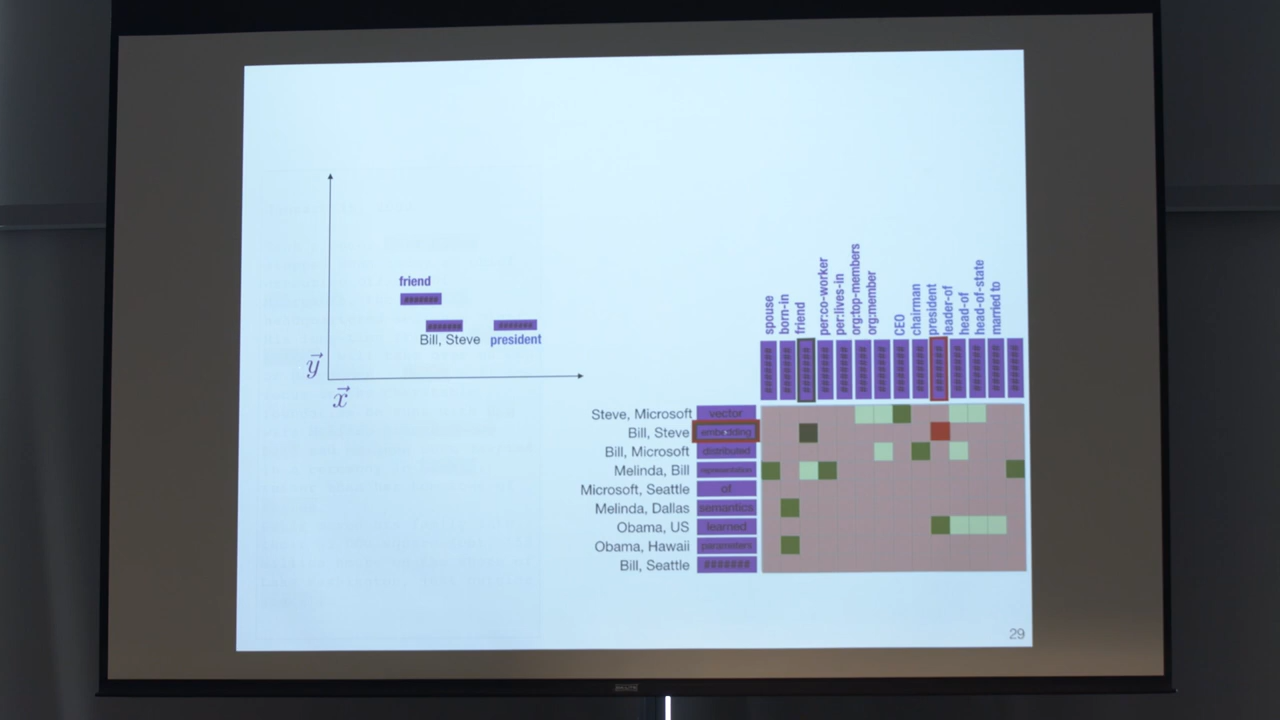 friend
#######
#######
#######
Bill, Steve
president
y
x
spouse
born-in
friend
per:co-worker
per:lives-in
org:top-members
org:member
CEO
chairman
president
leader-of
head-of
head-of-state
married to
Steve, Microsoft vector
Bill, Steve embedding
Bill, Microsoft distributed
Melinda, Bill representation
Microsoft, Seattle of
Melinda, Dallas semantics
Obama, US learned
Obama, Hawaii parameters
Bill, Seattle #######
29